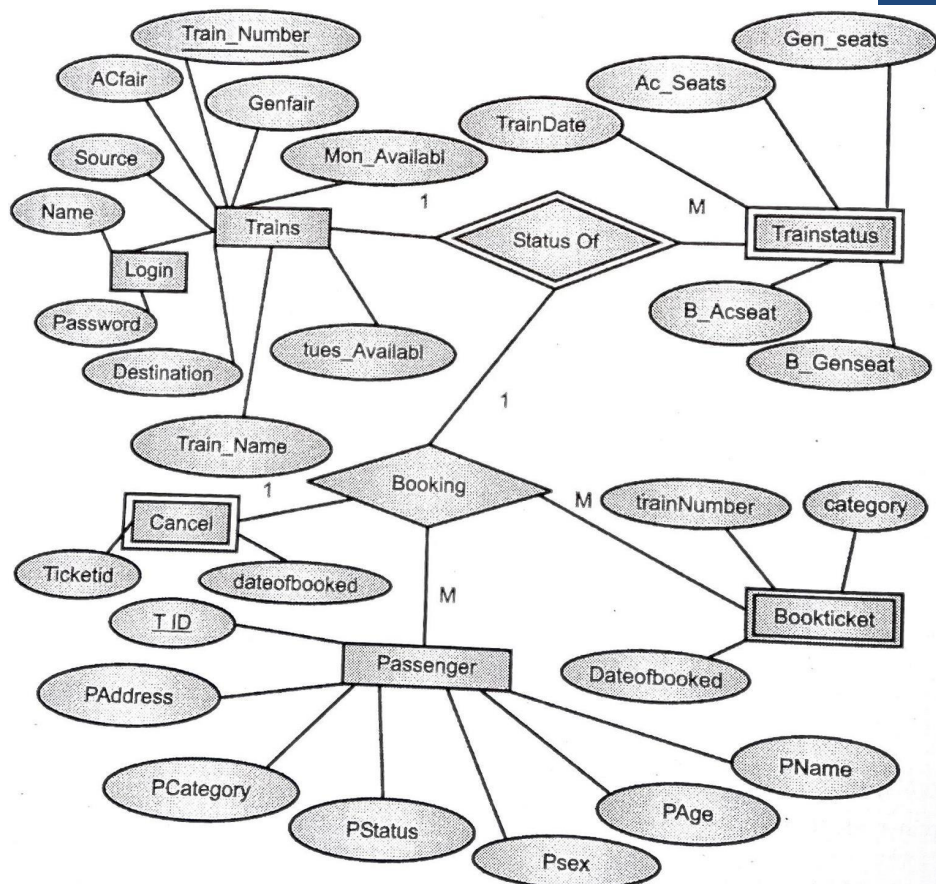 Train_Number
Gen_seats
ACfair
Ac_Seats
Genfair
TrainDate
Source
Mon_Availabl
Name
1
M
Trains
Status Of
Trainstatus
Login
B_Acseat
Password
tues_Availabl
Destination
B_Genseat
1
Train_Name
1
Booking
M
trainNumber
category
Cancel
Ticketid
dateofbooked
M
Bookticket
T ID
Passenger
Dateofbooked
PAddress
PName
PCategory
PAge
PStatus
Psex